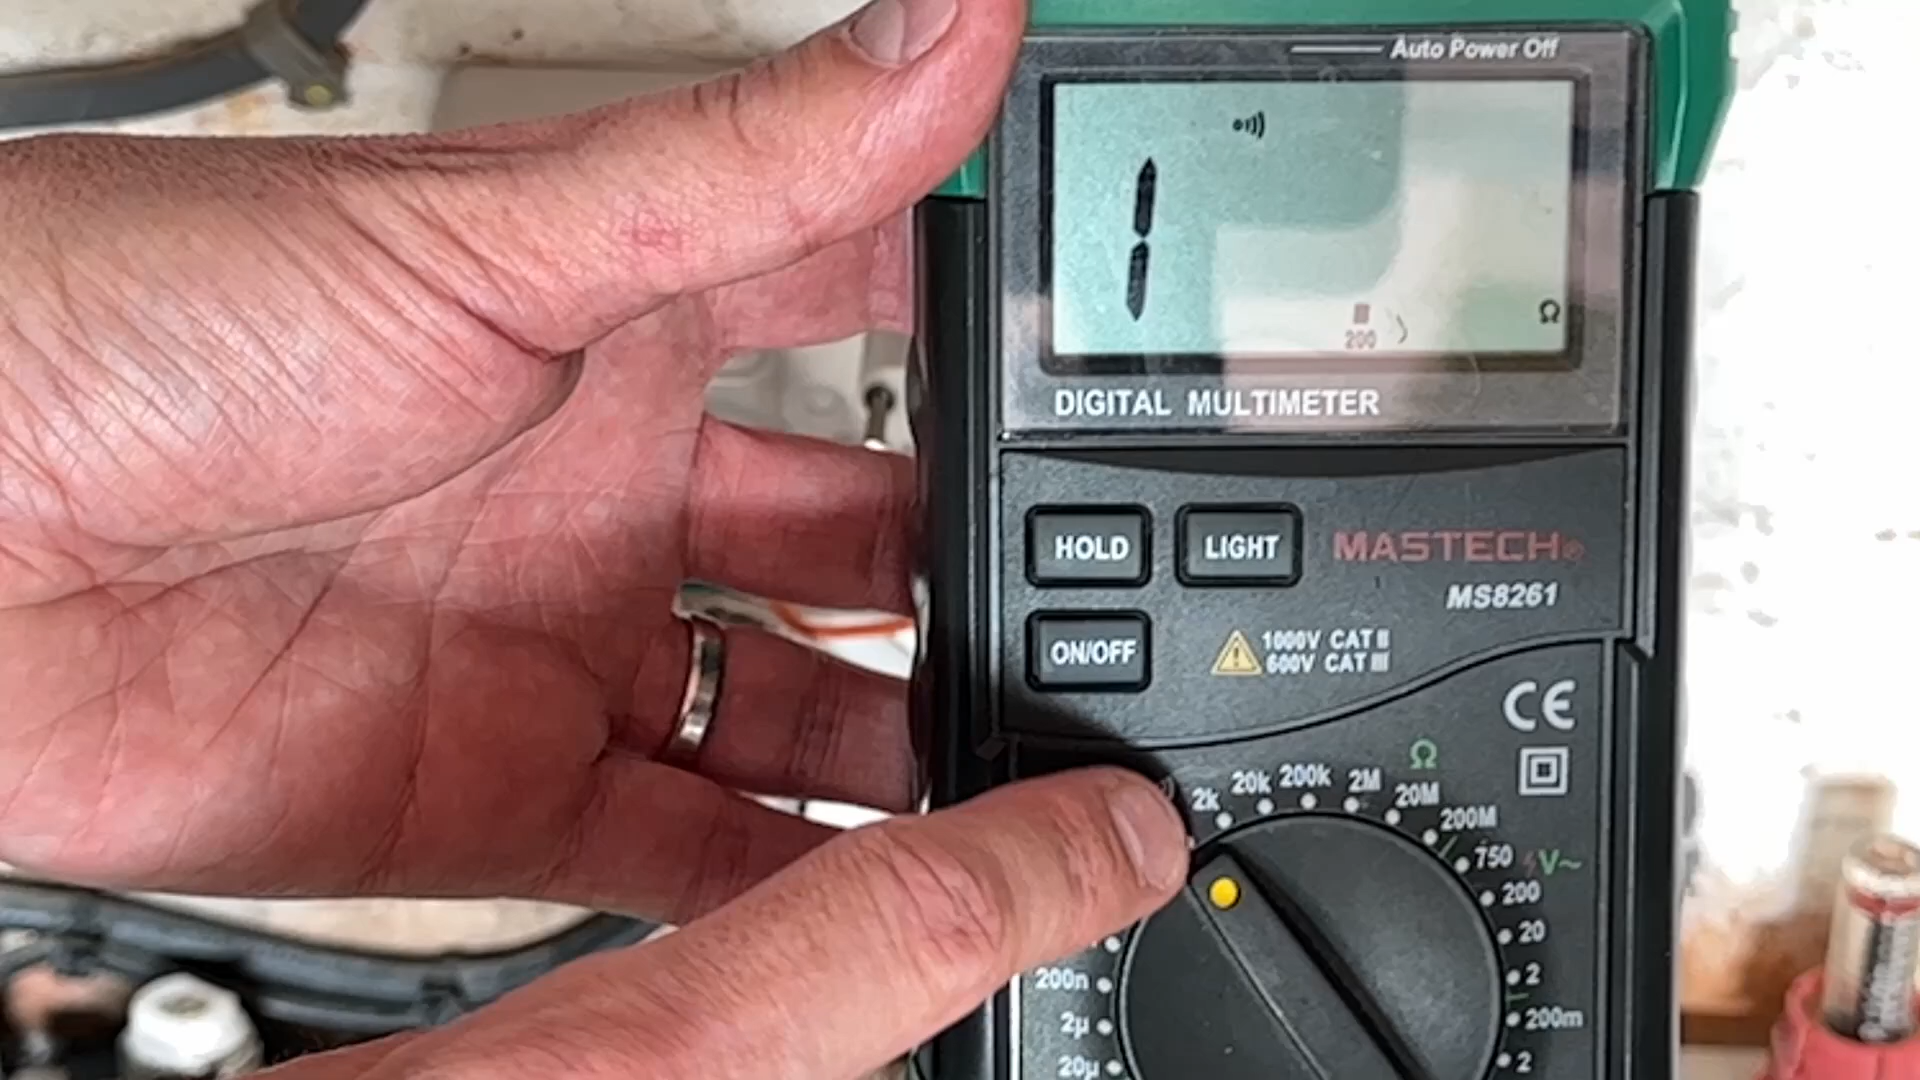 Auto Power Off
1
200
Ω
DIGITAL MULTIMETER
HOLD
LIGHT
MASTECH®
MS8261
ON/OFF
1000V CAT II
600V CAT III
CE
Ω
2k
20k
200k
2M
20M
200M
750
V~
200
20
2
200m
2
200n
2µ
20µ